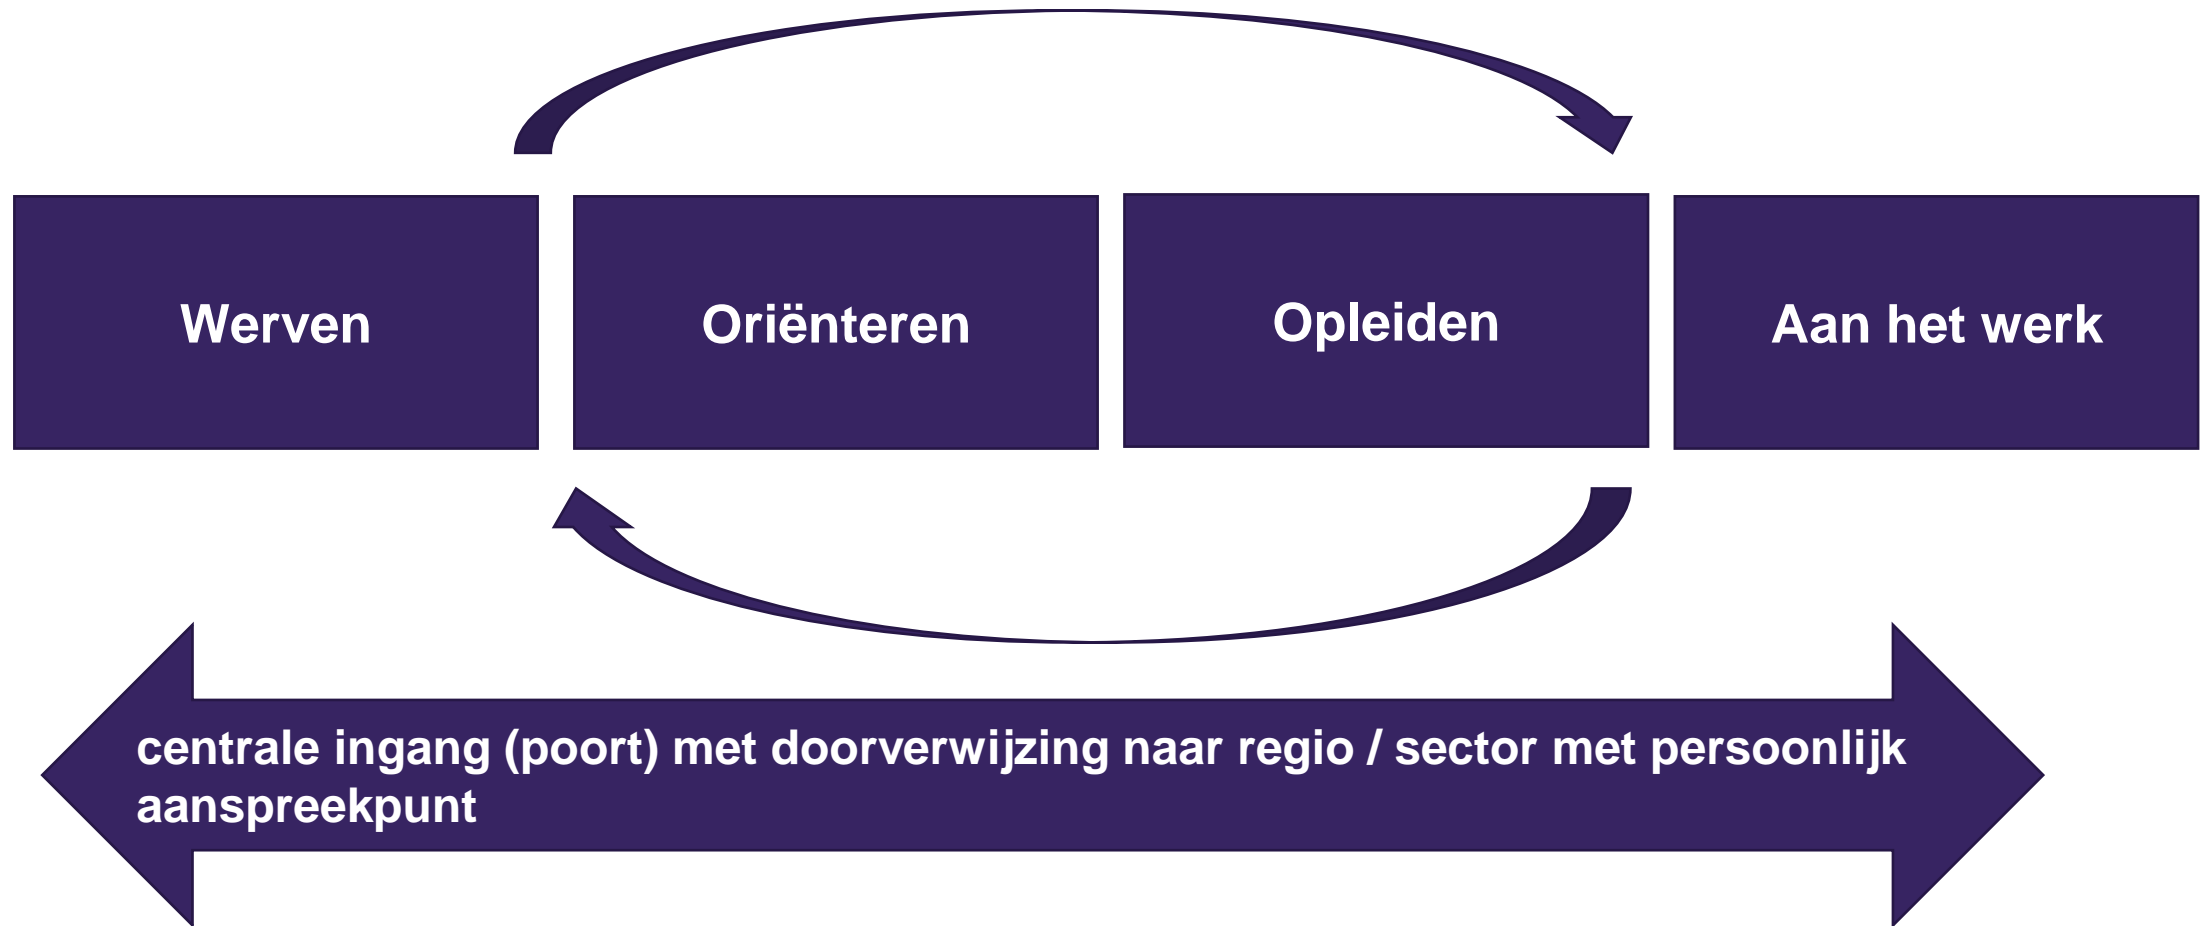 Werven
Oriënteren
Opleiden
Aan het werk
centrale ingang (poort) met doorverwijzing naar regio / sector met persoonlijk
aanspreekpunt